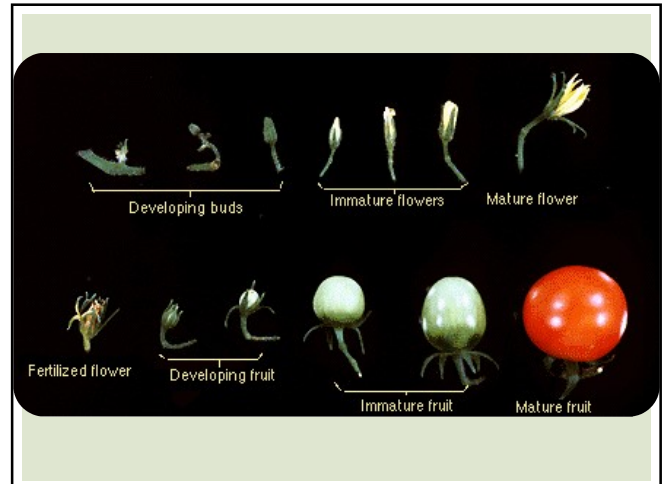 Developing buds
Immature flowers
Mature flower
Fertilized flower
Developing fruit
Immature fruit
Mature fruit